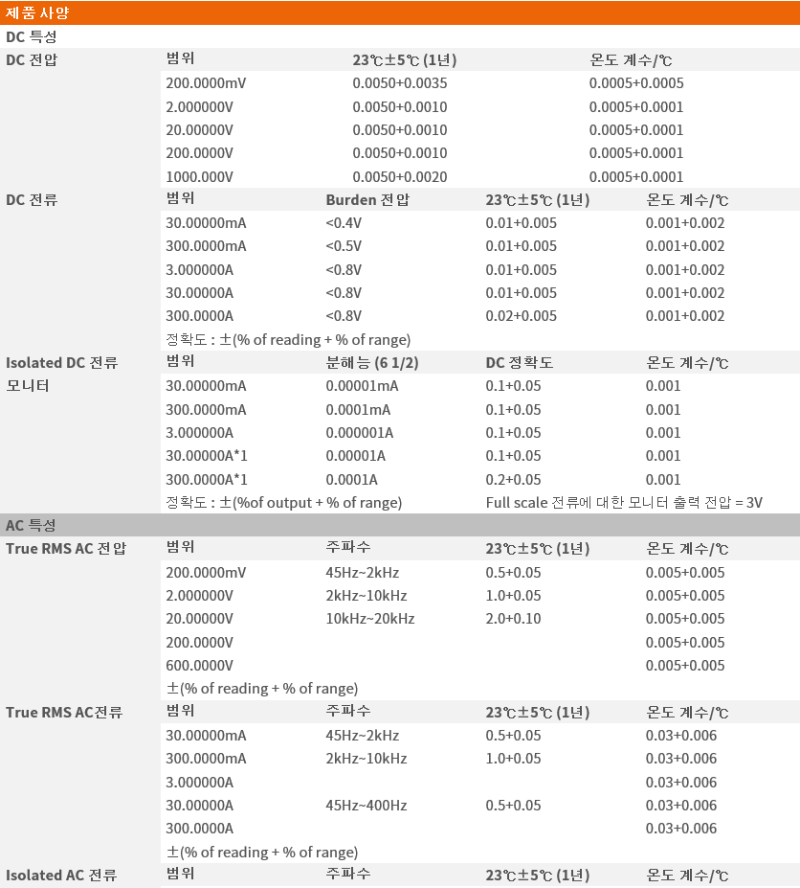 제품 사양
DC 특성
DC 전압 범위 23℃±5℃ (1년) 온도 계수/℃
200.0000mV 0.0050+0.0035 0.0005+0.0005
2.000000V 0.0050+0.0010 0.0005+0.0001
20.00000V 0.0050+0.0010 0.0005+0.0001
200.0000V 0.0050+0.0010 0.0005+0.0001
1000.000V 0.0050+0.0020 0.0005+0.0001
DC 전류 범위 Burden 전압 23℃±5℃ (1년) 온도 계수/℃
30.00000mA <0.4V 0.01+0.005 0.001+0.002
300.0000mA <0.5V 0.01+0.005 0.001+0.002
3.000000A <0.8V 0.01+0.005 0.001+0.002
30.00000A <0.8V 0.01+0.005 0.001+0.002
300.0000A <0.8V 0.02+0.005 0.001+0.002
정확도 : ±(% of reading + % of range)
Isolated DC 전류 범위 분해능 (6 1/2) DC 정확도 온도 계수/℃
모니터 30.00000mA 0.00001mA 0.1+0.05 0.001
300.0000mA 0.0001mA 0.1+0.05 0.001
3.000000A 0.000001A 0.1+0.05 0.001
30.00000A*1 0.00001A 0.1+0.05 0.001
300.0000A*1 0.0001A 0.2+0.05 0.001
정확도 : ±(%of output + % of range) Full scale 전류에 대한 모니터 출력 전압 = 3V
AC 특성
True RMS AC 전압 범위 주파수 23℃±5℃ (1년) 온도 계수/℃
200.0000mV 45Hz~2kHz 0.5+0.05 0.005+0.005
2.000000V 2kHz~10kHz 1.0+0.05 0.005+0.005
20.00000V 10kHz~20kHz 2.0+0.10 0.005+0.005
200.0000V 0.005+0.005
600.0000V 0.005+0.005
±(% of reading + % of range)
True RMS AC전류 범위 주파수 23℃±5℃ (1년) 온도 계수/℃
30.00000mA 45Hz~2kHz 0.5+0.05 0.03+0.006
300.0000mA 2kHz~10kHz 1.0+0.05 0.03+0.006
3.000000A 0.03+0.006
30.00000A 45Hz~400Hz 0.5+0.05 0.03+0.006
300.0000A 0.03+0.006
±(% of reading + % of range)
Isolated AC 전류 범위 주파수 23℃±5℃ (1년) 온도 계수/℃